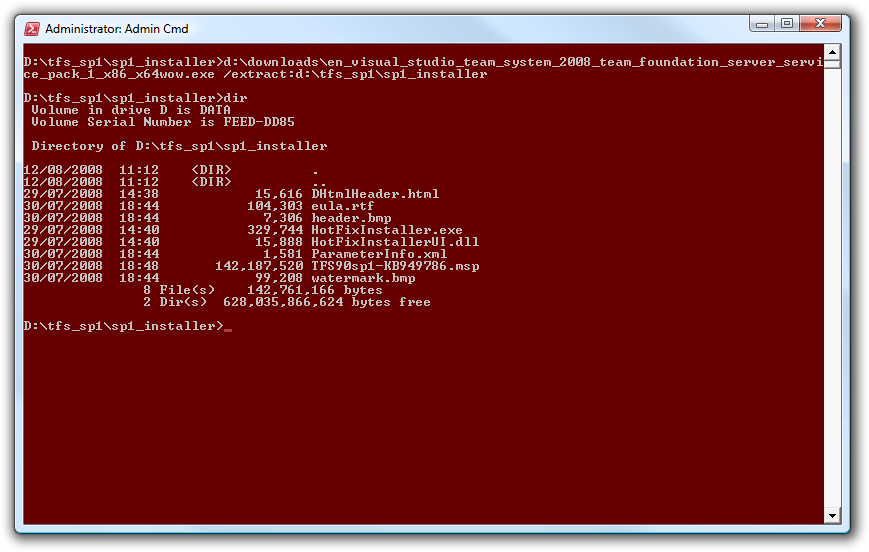 Administrator: Admin Cmd
D:\tfs_sp1\sp1_installer>d:\downloads\en_visual_studio_team_system_2008_team_foundation_server_servi
ce_pack_1_x86_x64wow.exe /extract:d:\tfs_sp1\sp1_installer
D:\tfs_sp1\sp1_installer>dir
Volume in drive D is DATA
Volume Serial Number is FEED-DD85
Directory of D:\tfs_sp1\sp1_installer
12/08/2008  11:12    <DIR>          .
12/08/2008  11:12    <DIR>          ..
29/07/2008  14:38            15,616 DHtmlHeader.html
30/07/2008  18:44           104,303 eula.rtf
30/07/2008  18:44             7,306 header.bmp
29/07/2008  14:40           329,744 HotFixInstaller.exe
29/07/2008  14:40            15,888 HotFixInstallerUI.dll
30/07/2008  18:44             1,581 ParameterInfo.xml
30/07/2008  18:48       142,187,520 TFS90sp1-KB949786.msp
30/07/2008  18:44            99,208 watermark.bmp
8 File(s)    142,761,166 bytes
2 Dir(s)  628,035,866,624 bytes free
D:\tfs_sp1\sp1_installer>_